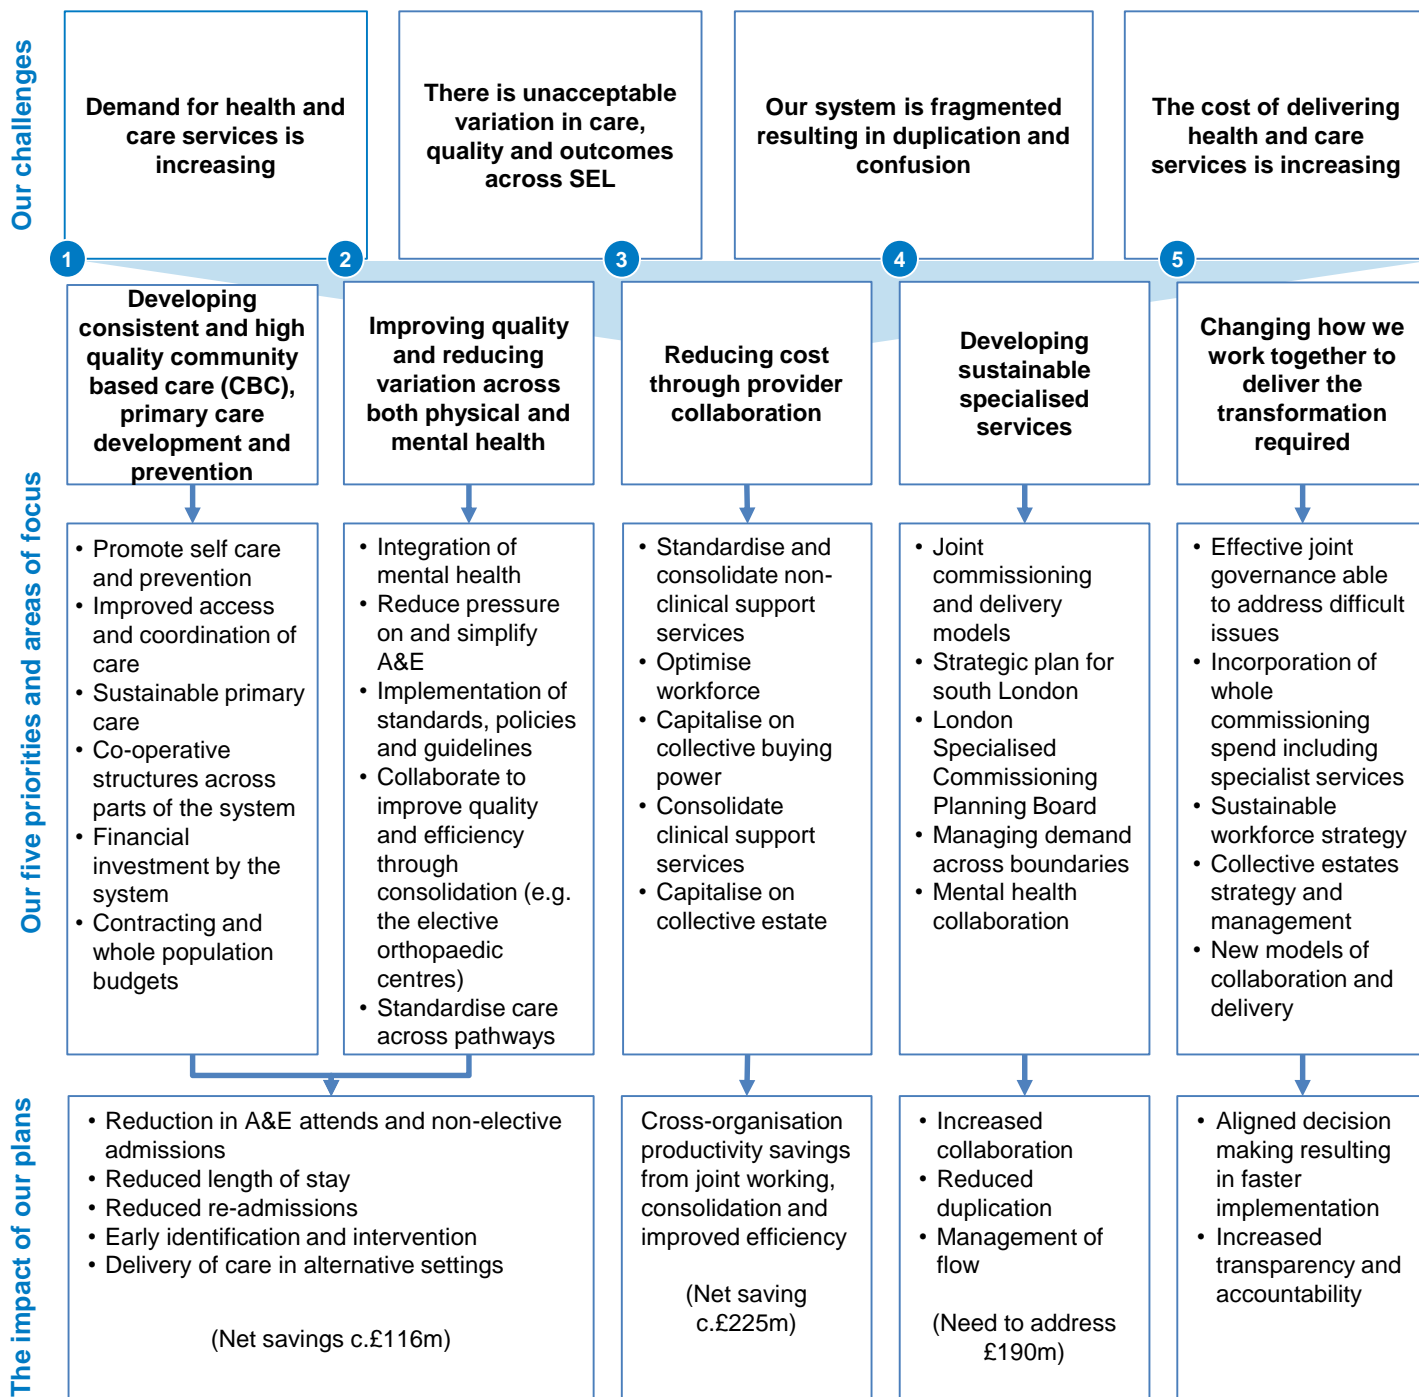 Our challenges
Demand for health and
care services is
increasing
There is unacceptable
variation in care,
quality and outcomes
across SEL
Our system is fragmented
resulting in duplication and
confusion
The cost of delivering
health and care
services is increasing
Our five priorities and areas of focus
1
Developing
consistent and high
quality community
based care (CBC),
primary care
development and
prevention
2
Improving quality
and reducing
variation across
both physical and
mental health
3
Reducing cost
through provider
collaboration
4
Developing
sustainable
specialised
services
5
Changing how we
work together to
deliver the
transformation
required
• Promote self care
and prevention
• Improved access
and coordination of
care
• Sustainable primary
care
• Co-operative
structures across
parts of the system
• Financial
investment by the
system
• Contracting and
whole population
budgets
• Integration of
mental health
• Reduce pressure
on and simplify
A&E
• Implementation of
standards, policies
and guidelines
• Collaborate to
improve quality
and efficiency
through
consolidation (e.g.
the elective
orthopaedic
centres)
• Standardise care
across pathways
• Standardise and
consolidate non-
clinical support
services
• Optimise
workforce
• Capitalise on
collective buying
power
• Consolidate
clinical support
services
• Capitalise on
collective estate
• Joint
commissioning
and delivery
models
• Strategic plan for
south London
• London
Specialised
Commissioning
Planning Board
• Managing demand
across boundaries
• Mental health
collaboration
• Effective joint
governance able
to address difficult
issues
• Incorporation of
whole
commissioning
spend including
specialist services
• Sustainable
workforce strategy
• Collective estates
strategy and
management
• New models of
collaboration and
delivery
The impact of our plans
• Reduction in A&E attends and non-elective
admissions
• Reduced length of stay
• Reduced re-admissions
• Early identification and intervention
• Delivery of care in alternative settings
(Net savings c.£116m)
Cross-organisation
productivity savings
from joint working,
consolidation and
improved efficiency
(Net saving
c.£225m)
• Increased
collaboration
• Reduced
duplication
• Management of
flow
(Need to address
£190m)
• Aligned decision
making resulting
in faster
implementation
• Increased
transparency and
accountability